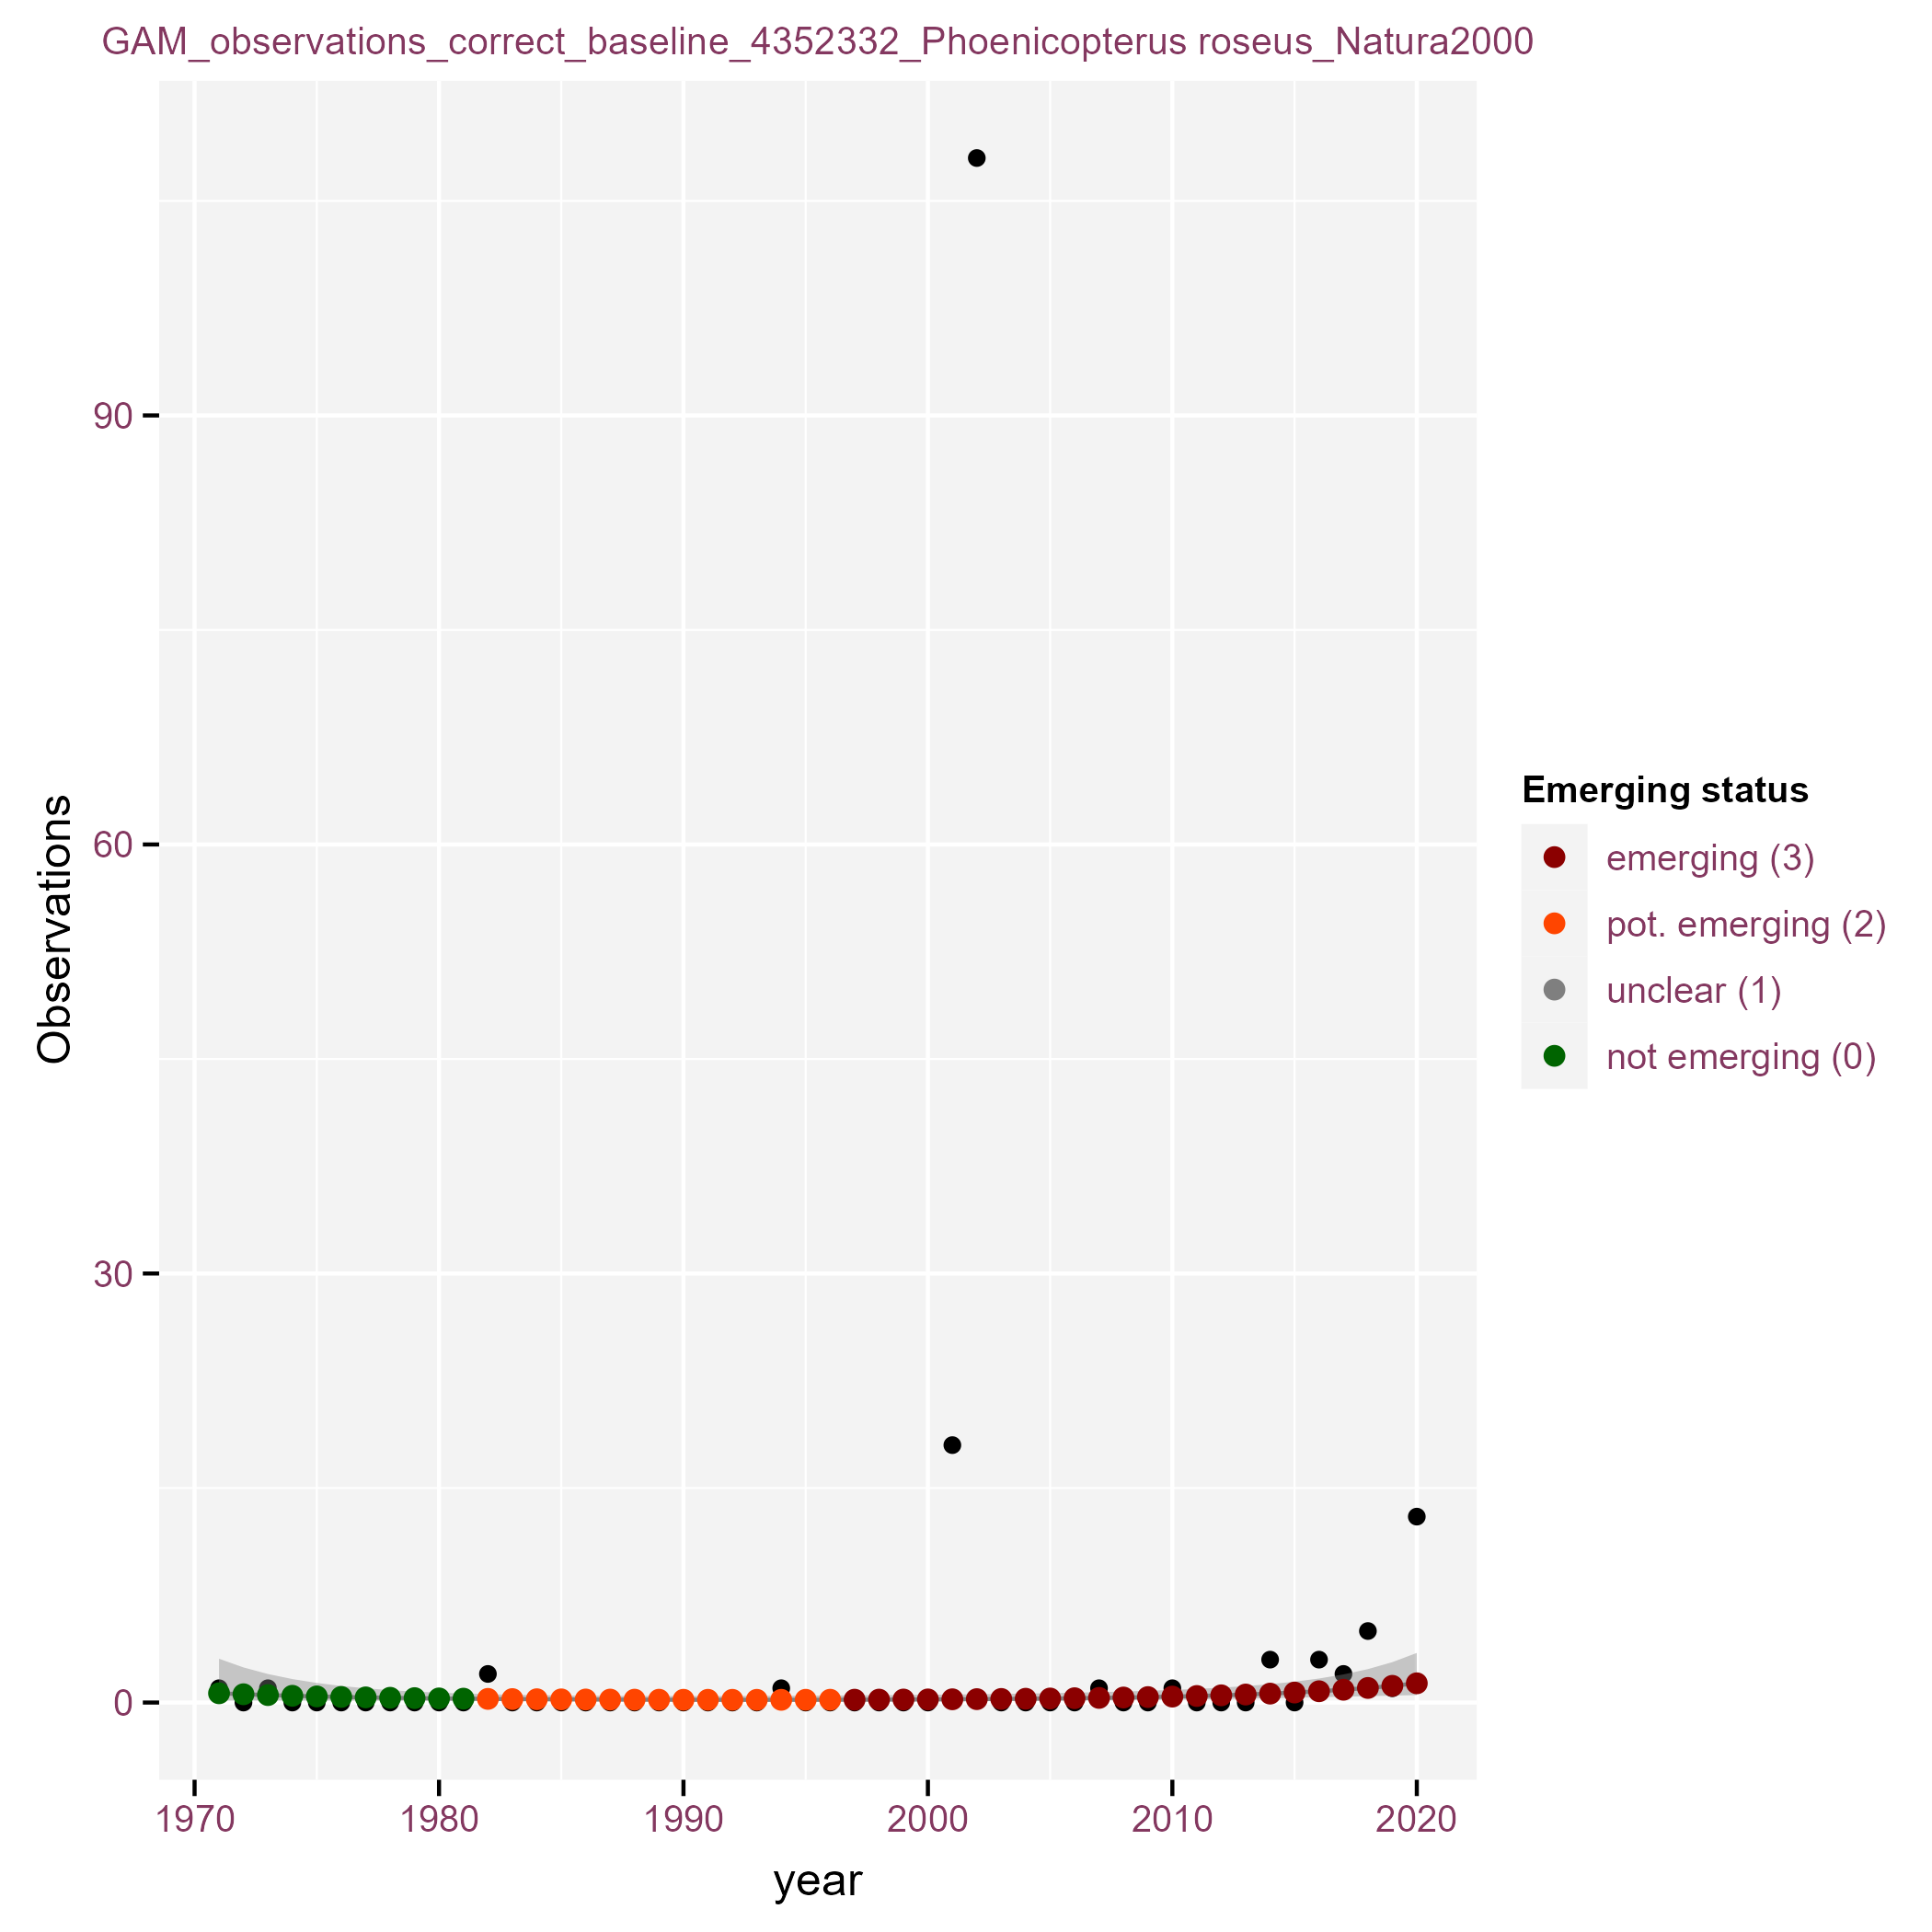 GAM_observations_correct_baseline_4352332_Phoenicopterus roseus_Natura2000
Observations
90
60
30
0
1970
1980
1990
2000
2010
2020
year
Emerging status
emerging (3)
pot. emerging (2)
unclear (1)
not emerging (0)